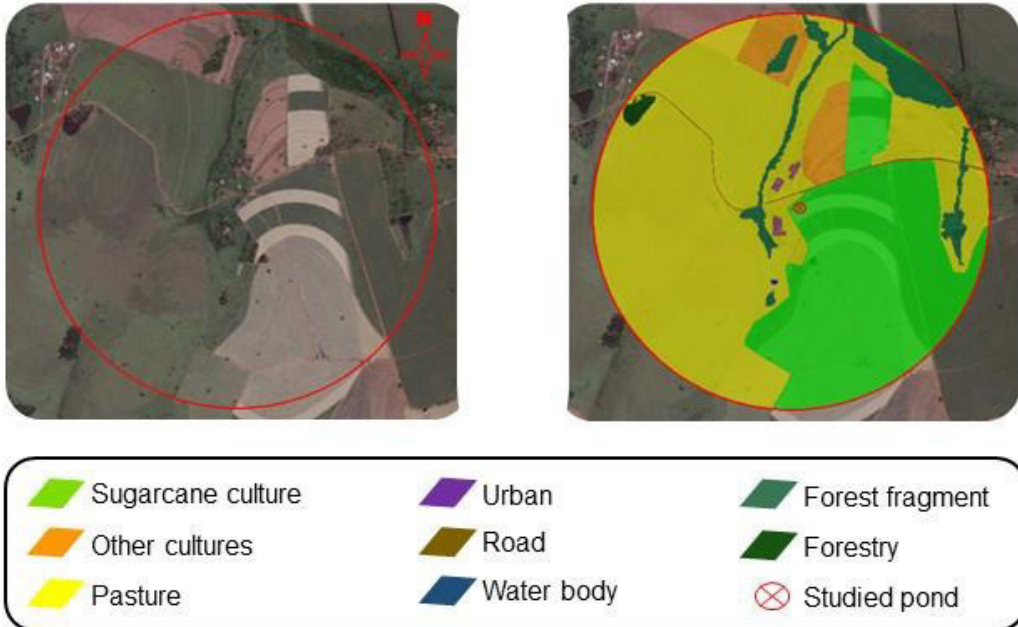 Sugarcane culture
Other cultures
Pasture
Urban
Road
Water body
Forest fragment
Forestry
Studied pond